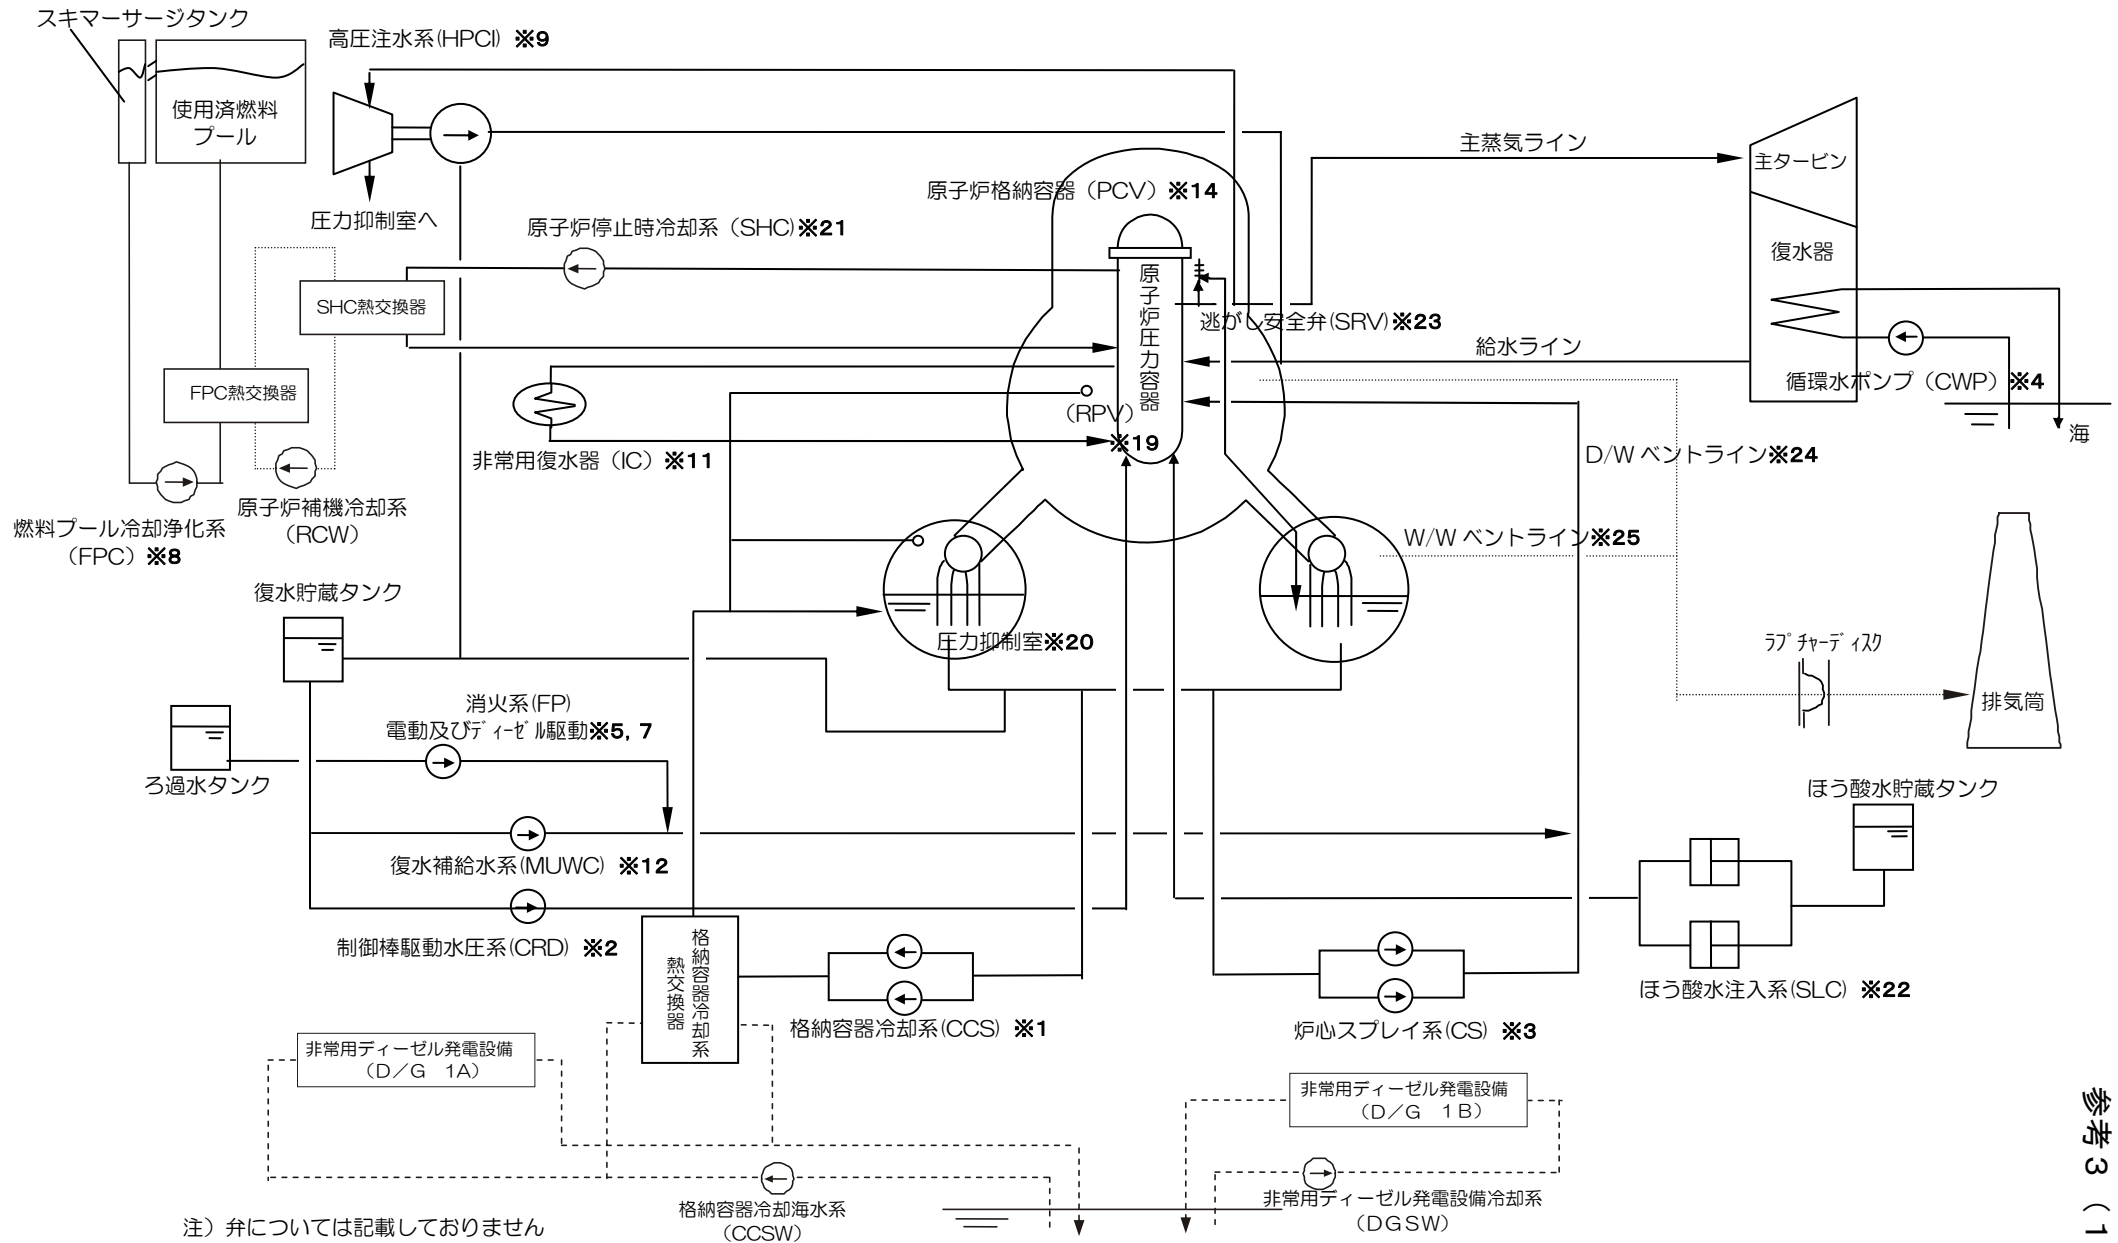 スキマーサージタンク
高圧注水系(HPCI) ※9
使用済燃料
プール
主蒸気ライン
主タービン
原子炉格納容器（PCV）※14
圧力抑制室へ
原子炉停止時冷却系（SHC)※21
復水器
原子炉圧力容器
SHC熱交換器
逃がし安全弁(SRV)※23
給水ライン
FPC熱交換器
循環水ポンプ（CWP）※4
（RPV）
※19
海
非常用復水器（IC）※11
D/W ベントライン※24
原子炉補機冷却系
（RCW）
燃料プール冷却浄化系
（FPC）※8
W/W ベントライン※25
復水貯蔵タンク
圧力抑制室※20
ﾗﾌﾟﾁｬｰﾃﾞｨｽｸ
排気筒
消火系(FP)
電動及びﾃﾞｨｰｾﾞﾙ駆動※5, 7
ろ過水タンク
ほう酸水貯蔵タンク
復水補給水系(MUWC) ※12
制御棒駆動水圧系(CRD) ※2
格納容器冷却系
熱交換器
ほう酸水注入系(SLC) ※22
格納容器冷却系(CCS) ※1
炉心スプレイ系(CS) ※3
非常用ディーゼル発電設備
（D／G　1A）
非常用ディーゼル発電設備
（D／G　1B）
格納容器冷却海水系
（CCSW）
非常用ディーゼル発電設備冷却系
（DGSW）
注）弁については記載しておりません
参考３（１